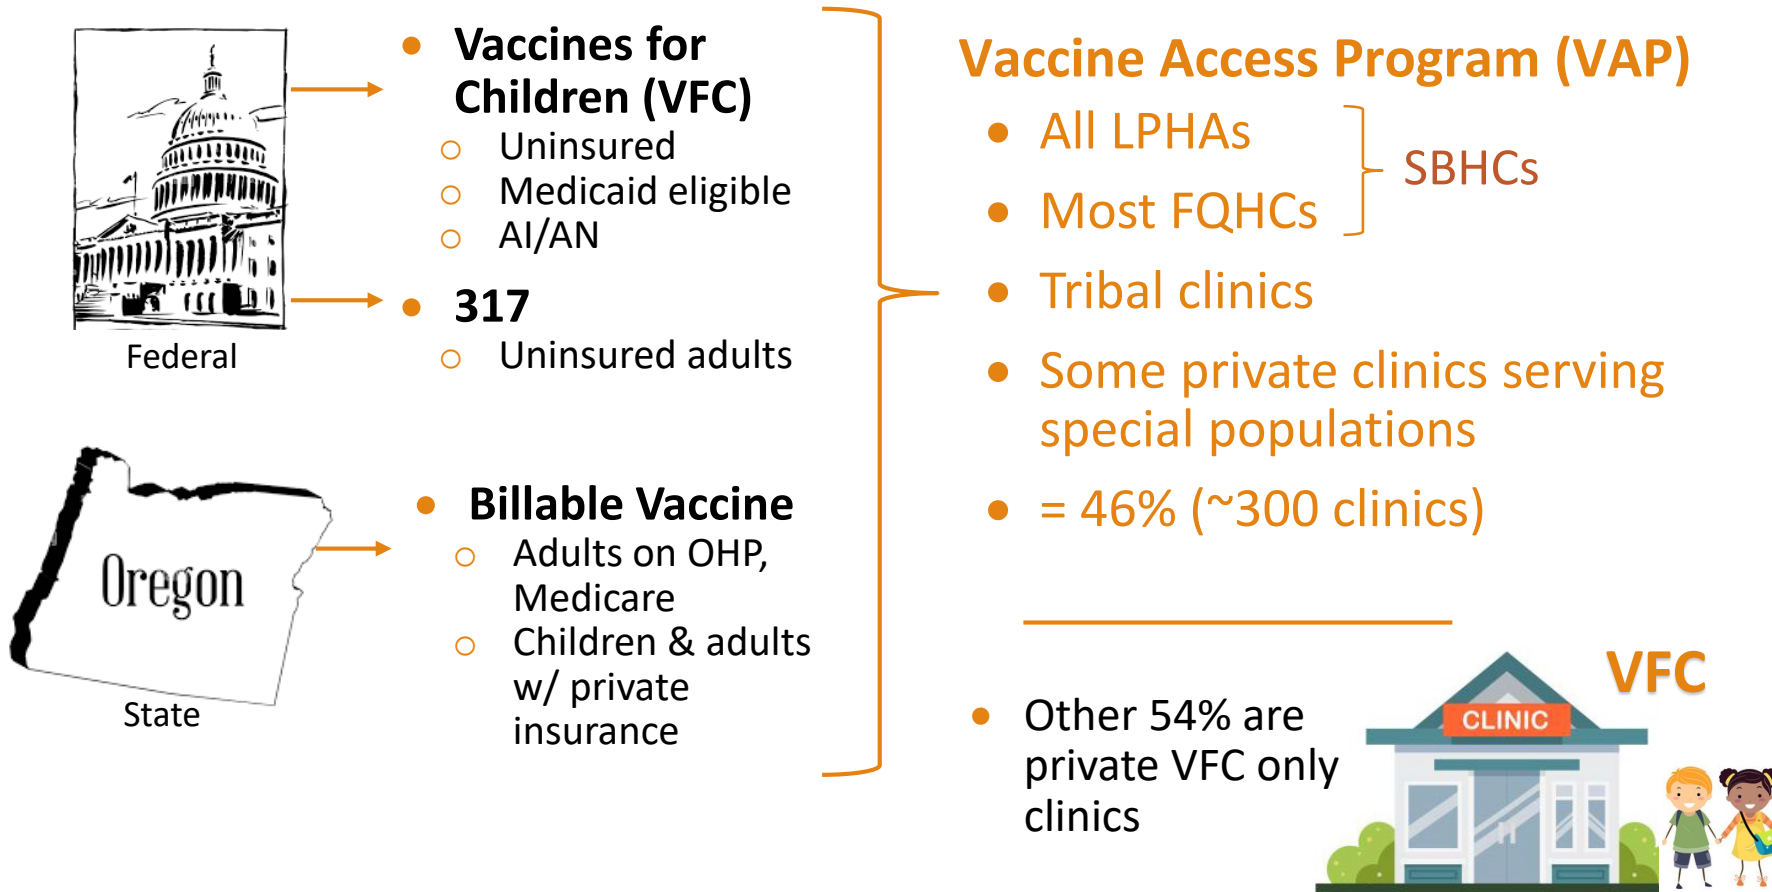 Federal
• Vaccines for
Children (VFC)
○ Uninsured
○ Medicaid eligible
○ AI/AN
• 317
○ Uninsured adults
Oregon
State
• Billable Vaccine
○ Adults on OHP,
Medicare
○ Children & adults
w/ private
insurance
Vaccine Access Program (VAP)
• All LPHAs
• Most FQHCs
SBHCs
• Tribal clinics
• Some private clinics serving
special populations
• = 46% (~300 clinics)
• Other 54% are
private VFC only
clinics
VFC
CLINIC